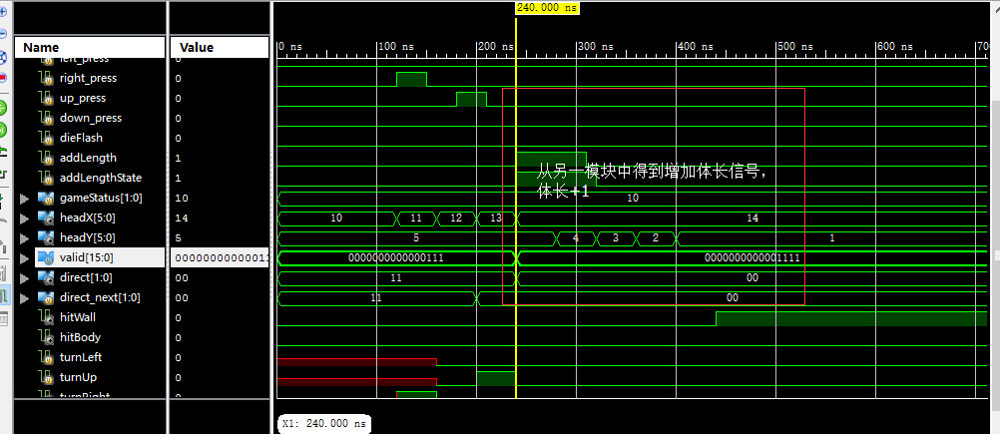 240.000 ns
Name Value
0 ns 100 ns 200 ns 300 ns 400 ns 500 ns 600 ns
left_press 0
right_press 0
up_press 0
down_press 0
dieFlash 0
addLength 1
从另一模块中得到增加体长信号，
addLengthState 1
体长+1
gameStatus[1:0] 10 10
headX[5:0] 14 10 11 12 13 14
headY[5:0] 5 5 4 3 2 1
valid[15:0] 0000000000000111 0000000000001111
direct[1:0] 00 11 00
direct_next[1:0] 00 11 00
hitWall 0
hitBody 0
turnLeft 0
turnUp 0
turnRight 0
X1: 240.000 ns